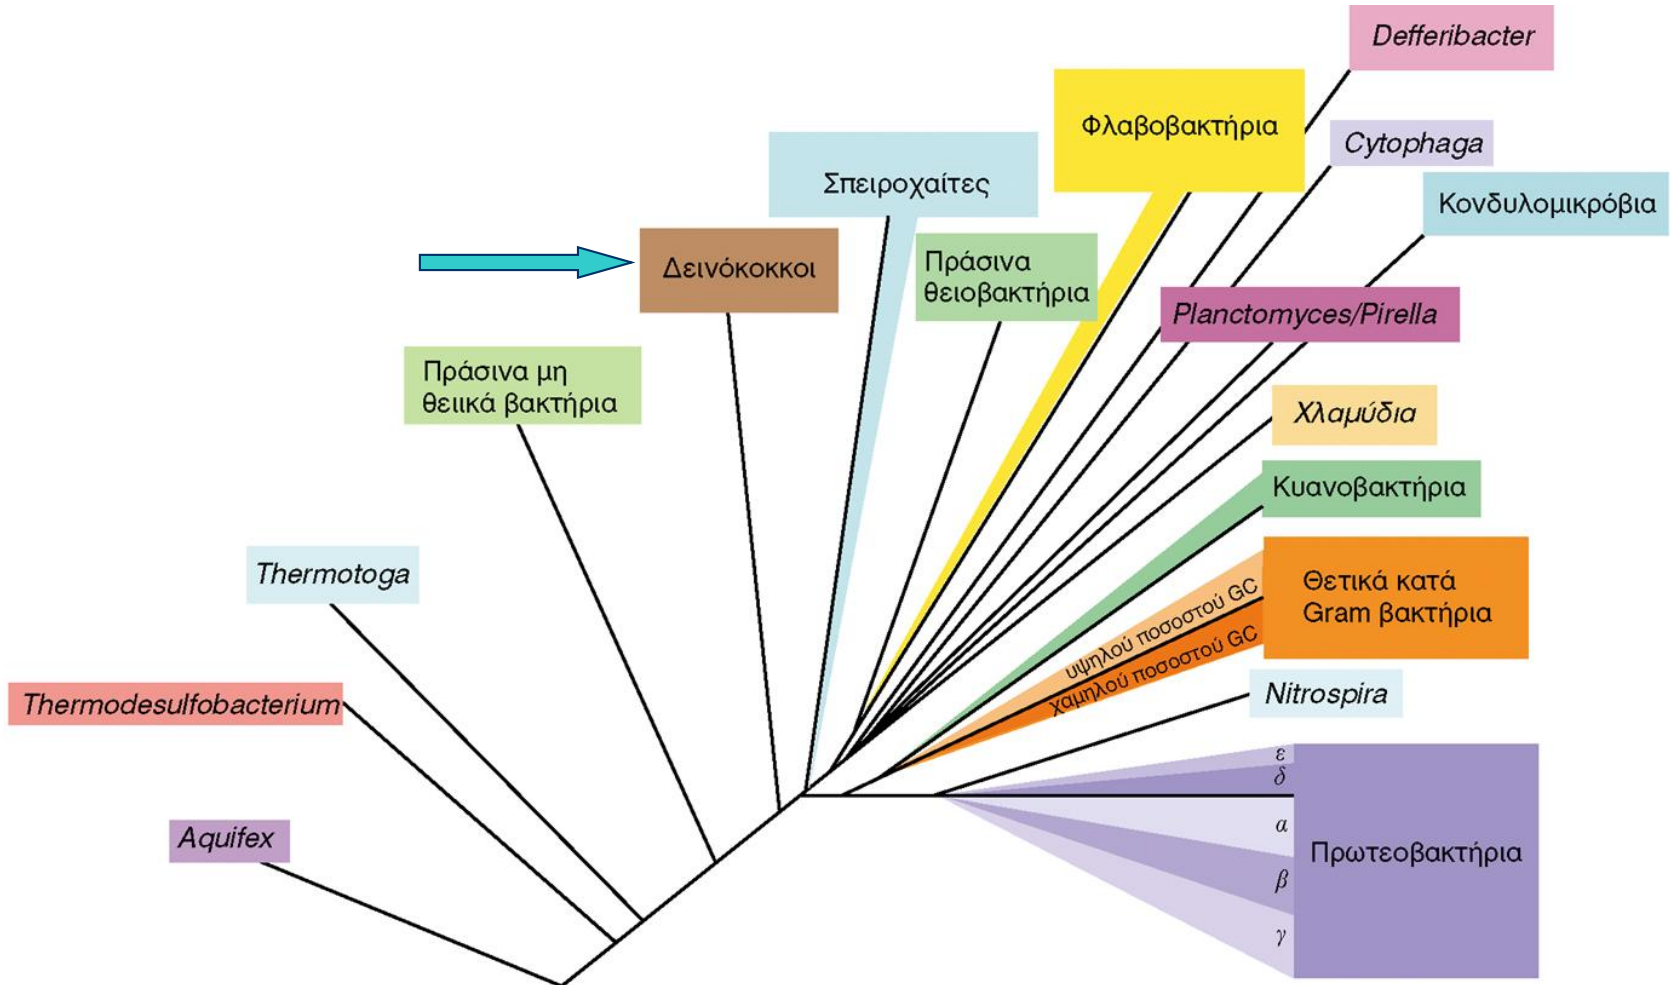 Defferibacter
Φλαβοβακτήρια
Cytophaga
Σπειροχαίτες
Κονδυλομικρόβια
Δεινόκοκκοι
Πράσινα
θειοβακτήρια
Planctomyces/Pirella
Πράσινα μη
θειικά βακτήρια
Χλαμύδια
Κυανοβακτήρια
Thermotoga
υψηλού ποσοστού GC
χαμηλού ποσοστού GC
Θετικά κατά
Gram βακτήρια
Nitrospira
Thermodesulfobacterium
ε
δ
α
β
γ
Πρωτεοβακτήρια
Aquifex